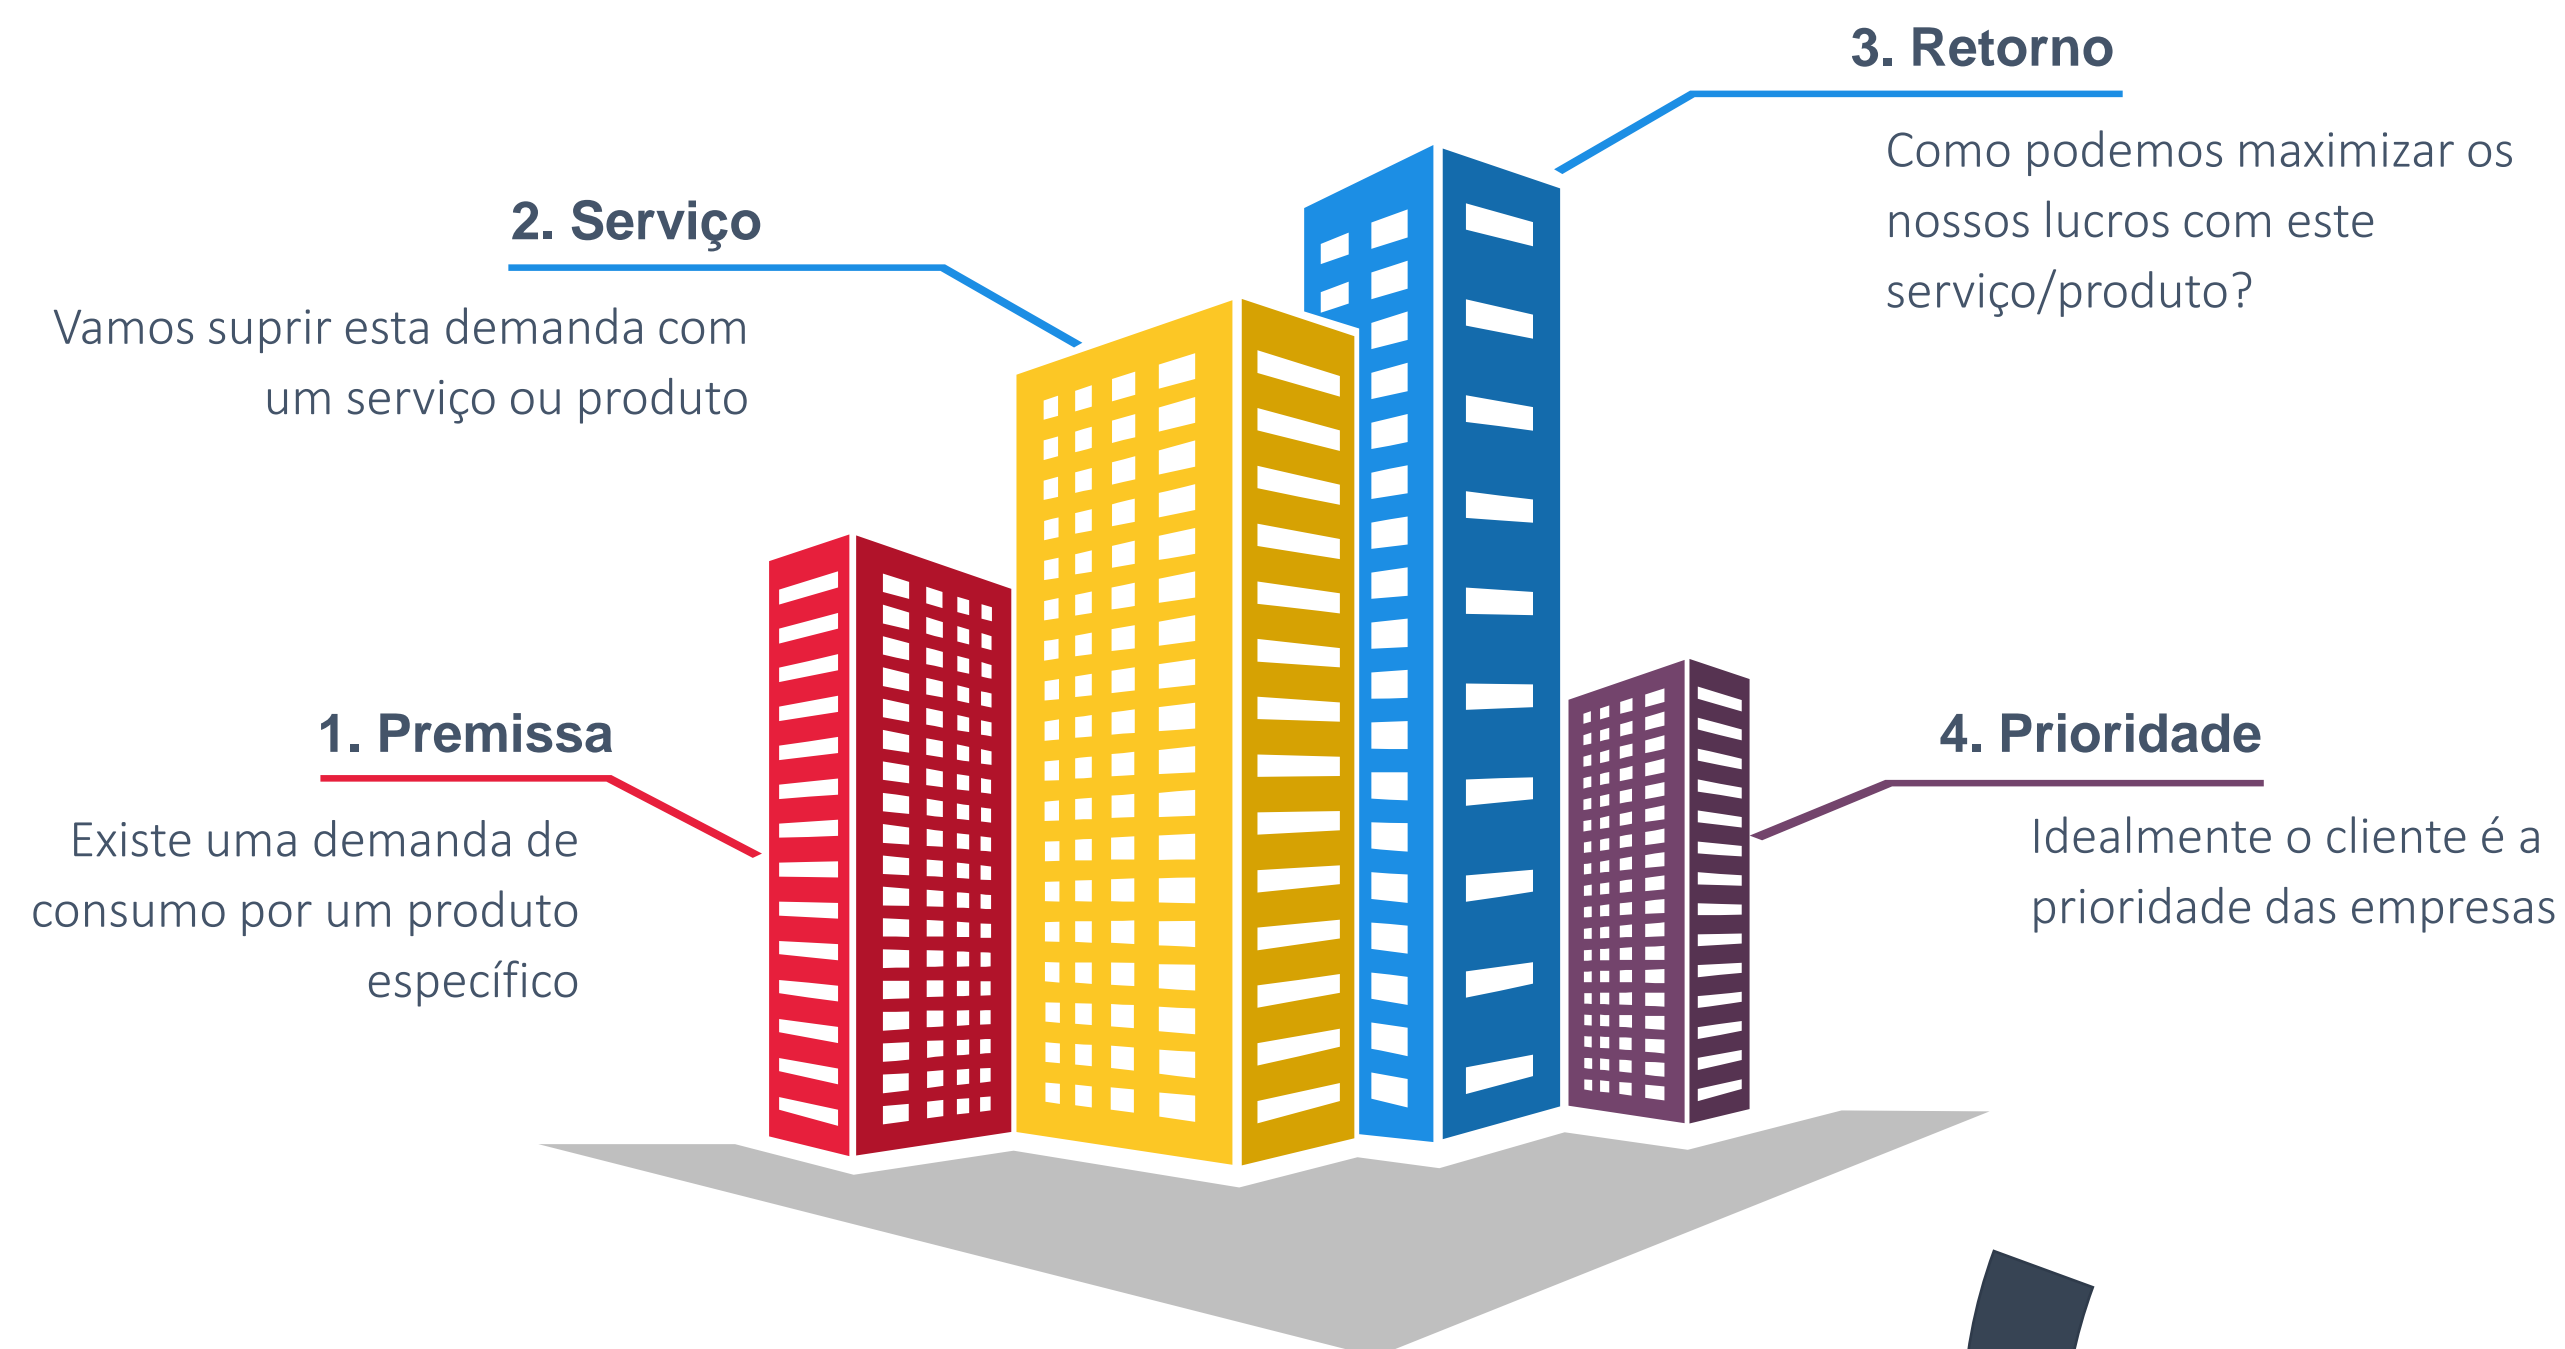 1. Premissa
Existe uma demanda de
consumo por um produto
específico
2. Serviço
Vamos suprir esta demanda com
um serviço ou produto
3. Retorno
Como podemos maximizar os
nossos lucros com este
serviço/produto?
4. Prioridade
Idealmente o cliente é a
prioridade das empresas